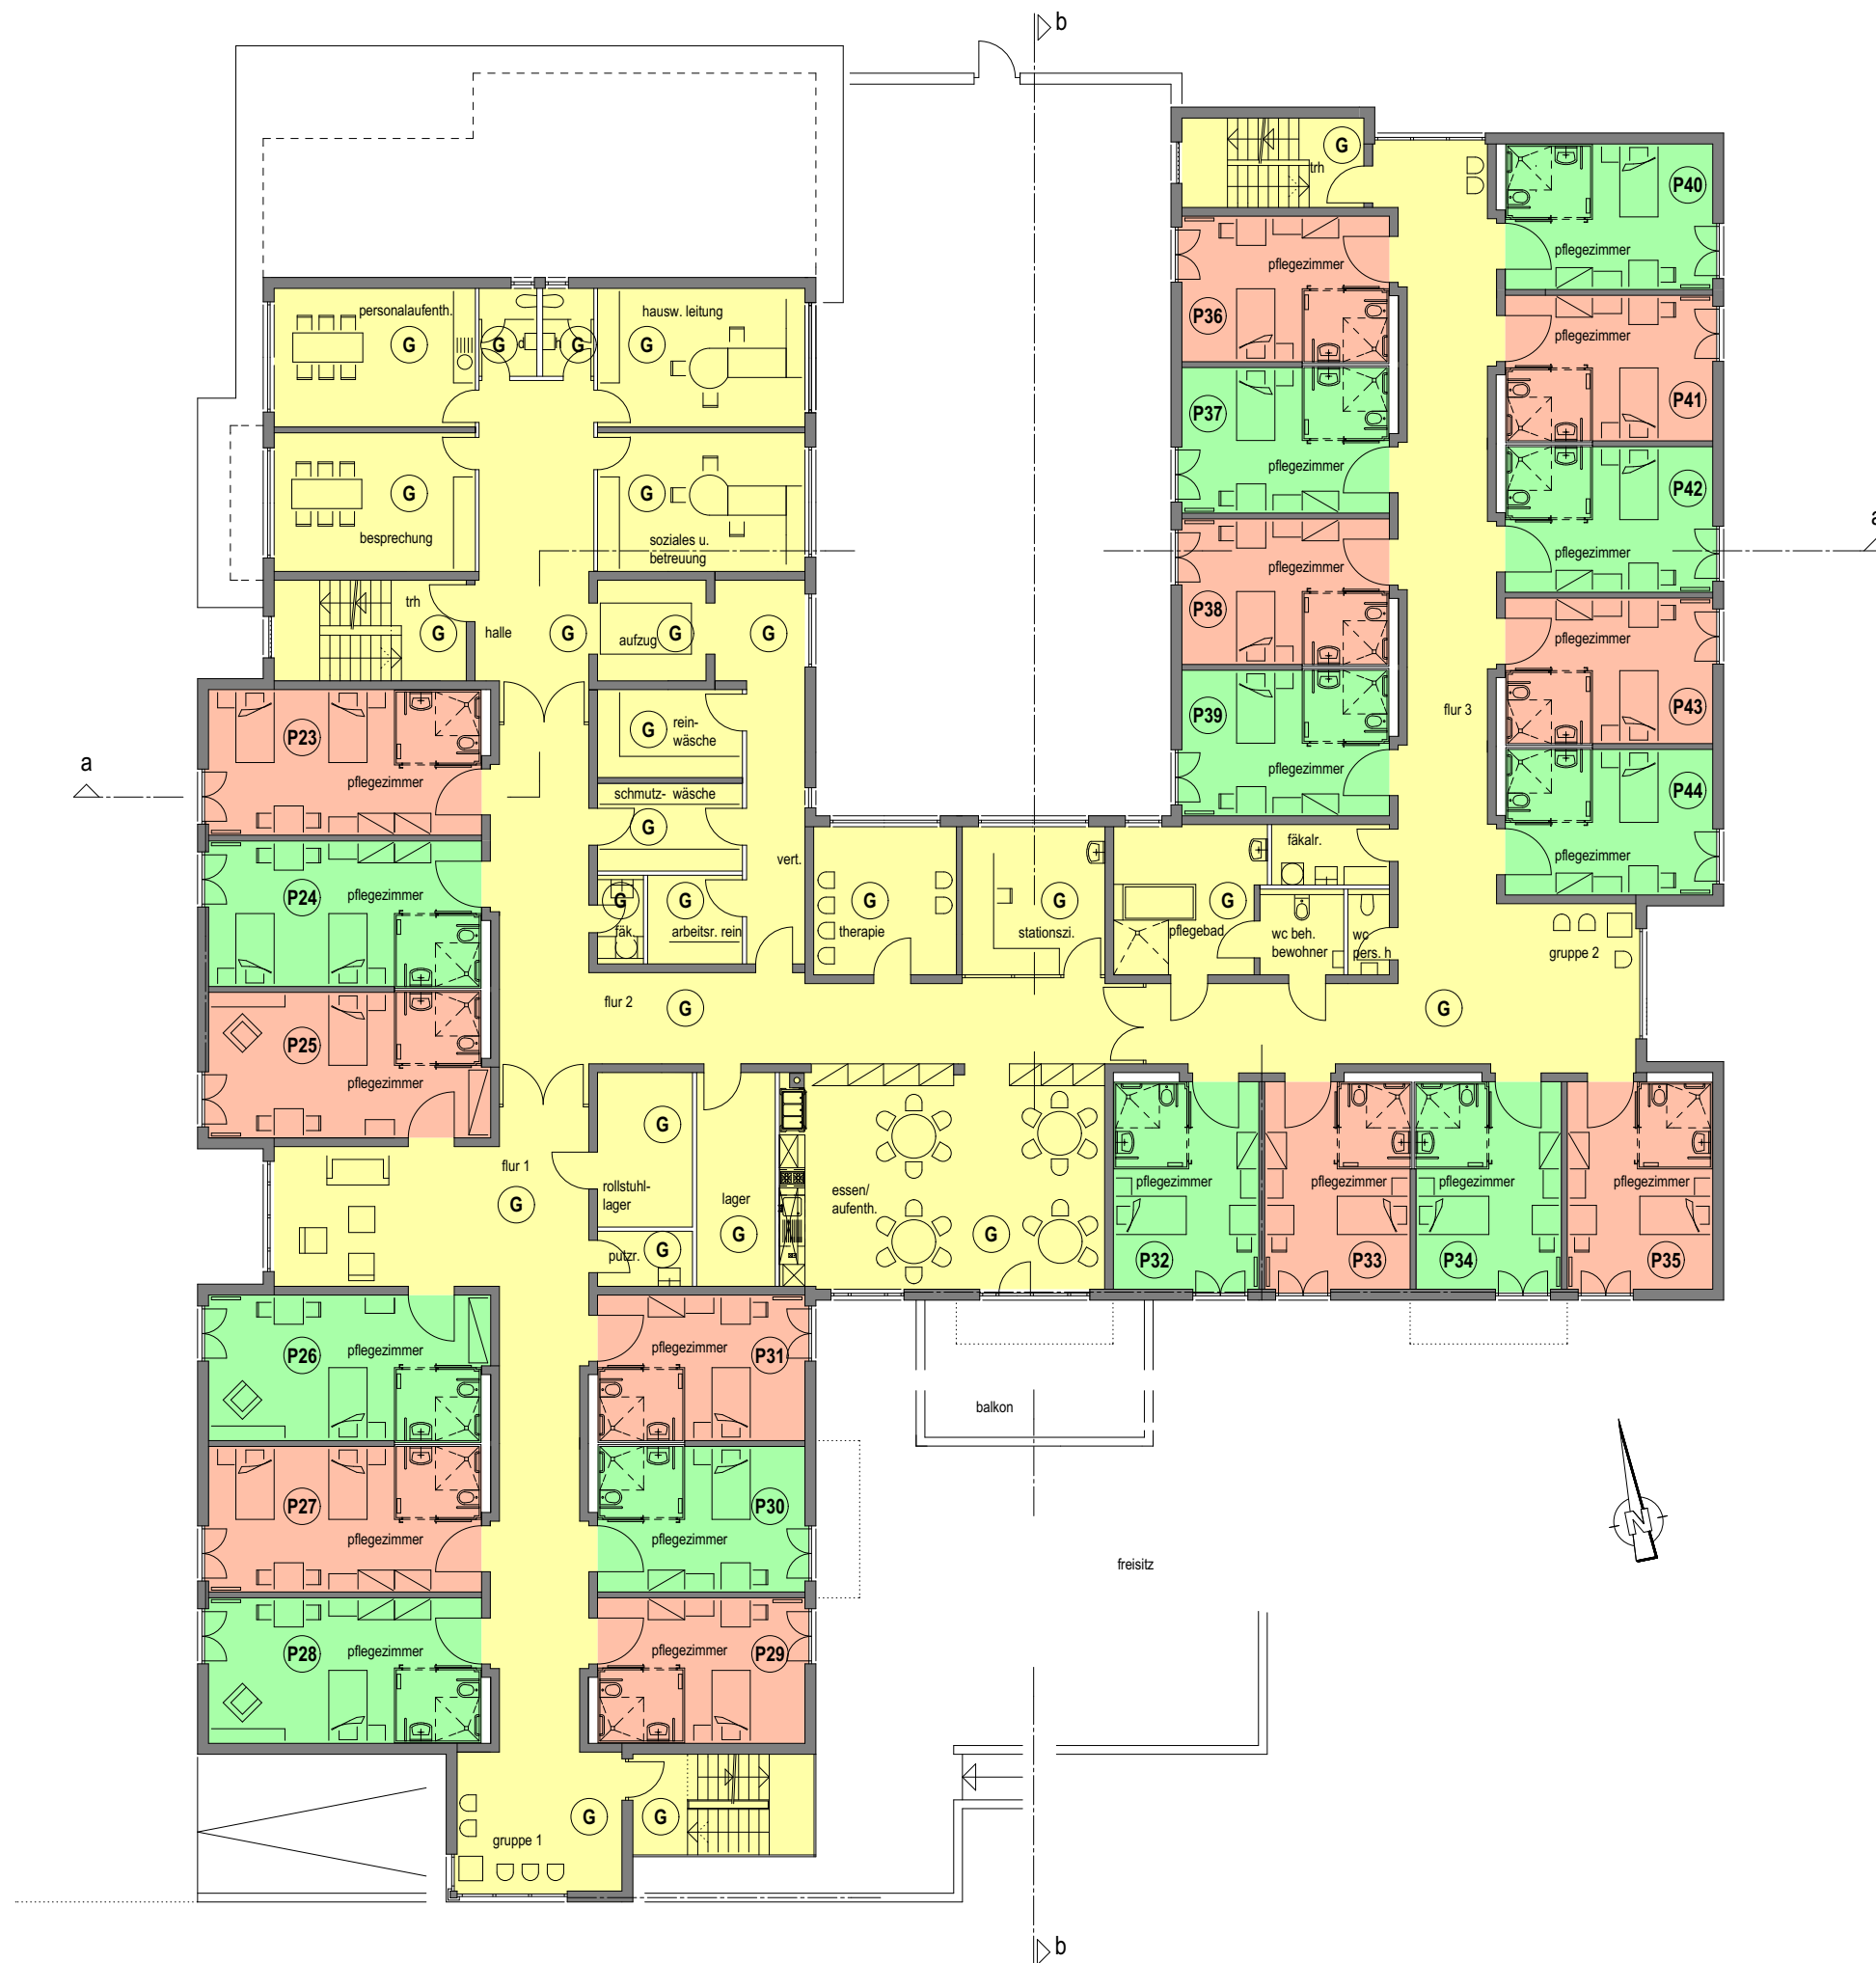 b
G
trh
P40
pflegezimmer
pflegezimmer
P36
personalaufenth.
G
G
d
h
G
hausw. leitung
G
pflegezimmer
P41
P37
pflegezimmer
G
besprechung
G
soziales u.
betreuung
P42
pflegezimmer
a
pflegezimmer
P38
trh
G
halle
G
aufzug
G
G
pflegezimmer
P43
P39
pflegezimmer
flur 3
P23
pflegezimmer
G
rein-
wäsche
a
schmutz- wäsche
G
P44
pflegezimmer
vert.
fäkalr.
P24
pflegezimmer
G
fäk.
G
arbeitsr. rein
G
therapie
G
stationszi.
G
pflegebad
wc beh.
bewohner
wc
pers. h
gruppe 2
flur 2
G
G
P25
pflegezimmer
G
flur 1
G
rollstuhl-
lager
lager
G
essen/
aufenth.
G
pflegezimmer
P32
pflegezimmer
P33
pflegezimmer
P34
pflegezimmer
P35
putzr.
G
P26
pflegezimmer
pflegezimmer
P31
balkon
P27
pflegezimmer
P30
pflegezimmer
N
freisitz
P28
pflegezimmer
pflegezimmer
P29
G
G
gruppe 1
b